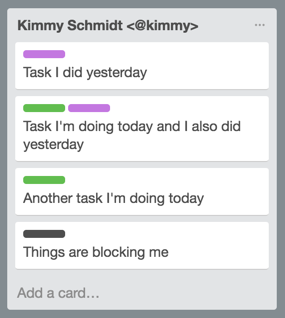 Kimmy Schmidt <@kimmy>
Task I did yesterday
Task I'm doing today and I also did
yesterday
Another task I'm doing today
Things are blocking me
Add a card…